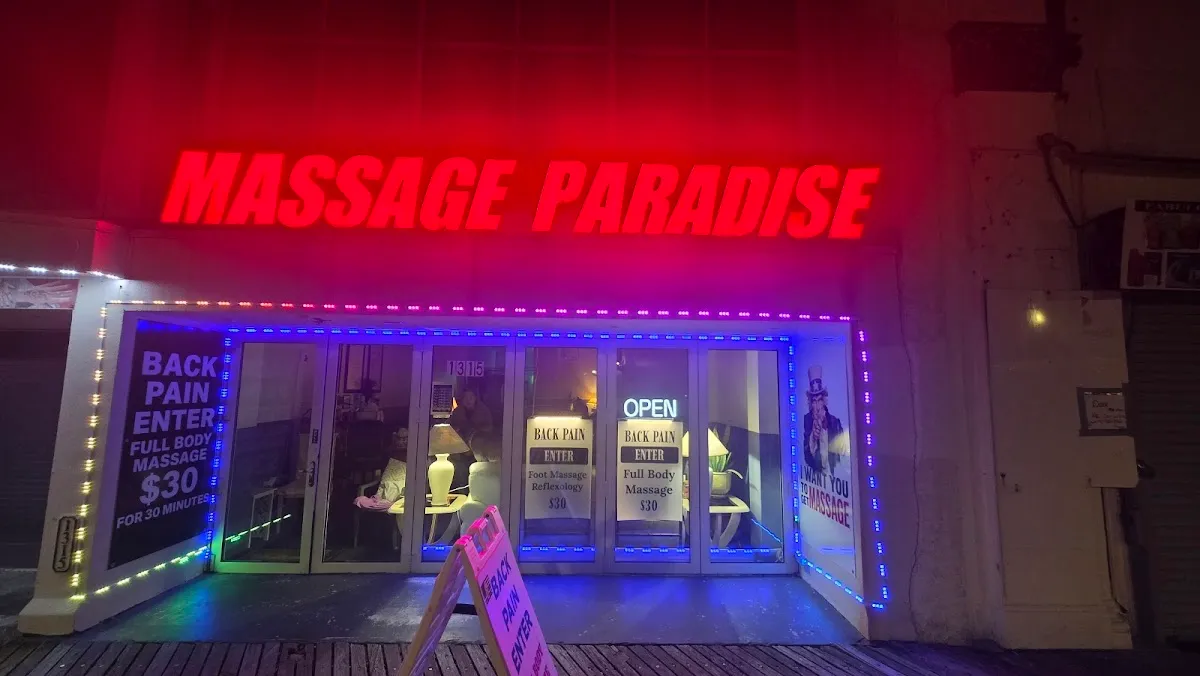 MASSAGE PARADISE
BACK
PAIN
ENTER
FULL BODY
MASSAGE
$30
FOR 30 MINUTES
1315
1315
OPEN
BACK PAIN
ENTER
Foot Massage
Reflexology
$30
BACK PAIN
ENTER
Full Body
Massage
$30
I WANT YOU
TO GET MASSAGE
BACK
PAIN
ENTER